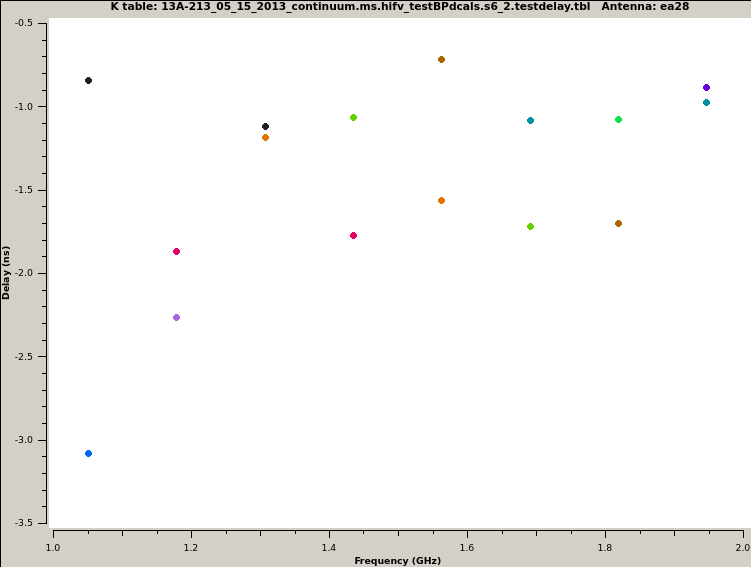 K table: 13A-213_05_15_2013_continuum.ms.hifv_testBPdcals.s6_2.testdelay.tbl Antenna: ea28
-0.5
-1.0
-1.5
-2.0
-2.5
-3.0
-3.5
Delay (ns)
1.0 1.2 1.4 1.6 1.8 2.0
Frequency (GHz)